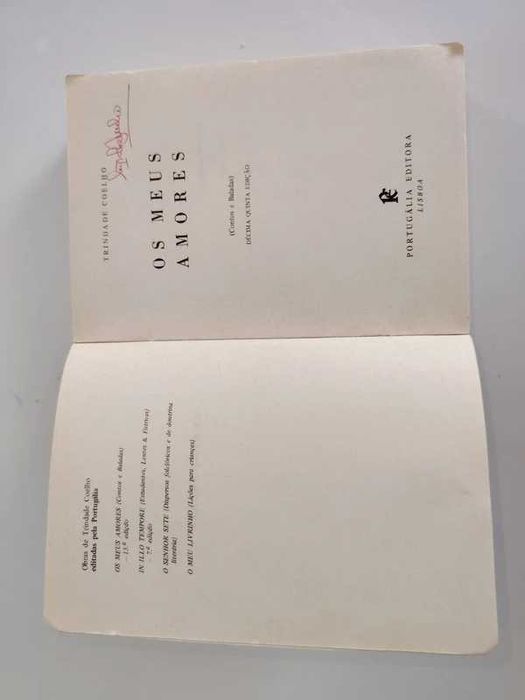 Obras de Trindade Coelho
editadas pela Portugália
OS MEUS AMORES (Contos e Baladas)
— 15.ª edição
IN ILLO TEMPORE (Estudantes, Lentes & Futricas)
— 7.ª edição
O SENHOR SETE (Dispersos folclóricos e de doutrina
literária)
O MEU LIVRINHO (Lições para crianças)
TRINDADE COELHO
OS MEUS
AMORES
(Contos e Baladas)
DÉCIMA QUINTA EDIÇÃO
PORTUGÁLIA EDITORA
LISBOA